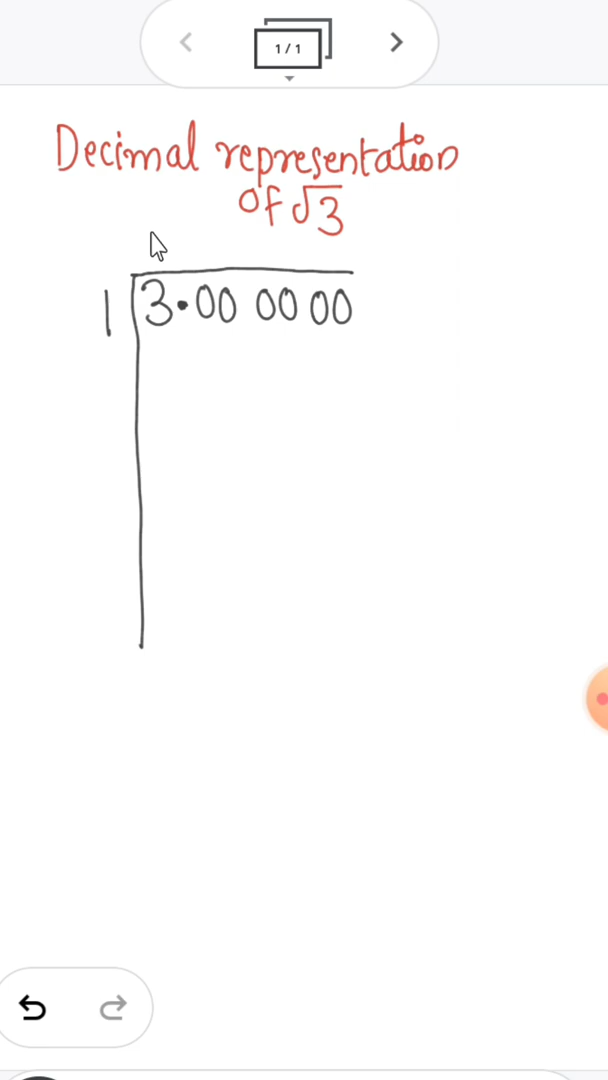 1 / 1
Decimal representation
of √3
1 3.00 00 00